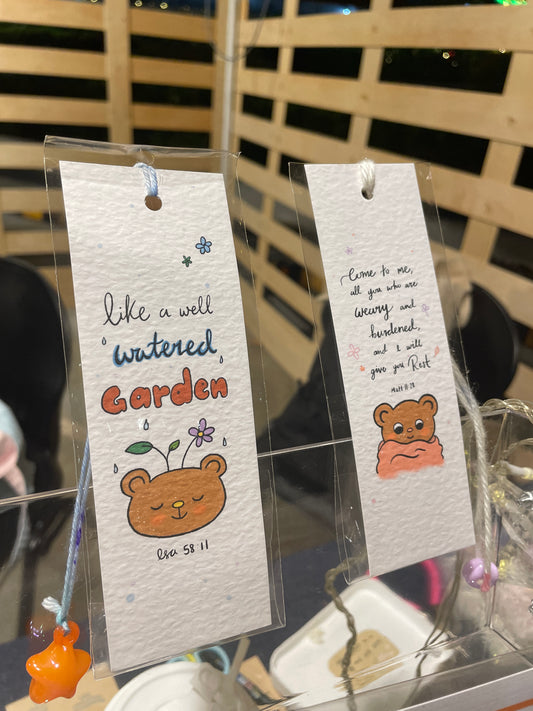 like a well
watered
Garden
Isa 58:11
Come to me,
all you who are
weary and
burdened,
and I will
give you Rest
Matt 11:28